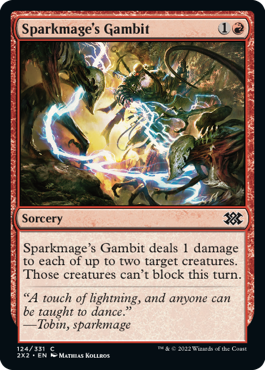 Sparkmage's Gambit 1
Sorcery
Sparkmage's Gambit deals 1 damage
to each of up to two target creatures.
Those creatures can't block this turn.
"A touch of lightning, and anyone can
be taught to dance."
—Tobin, sparkmage
124/331 C
2X2 • EN Mathias Kollros
™ & © 2022 Wizards of the Coast